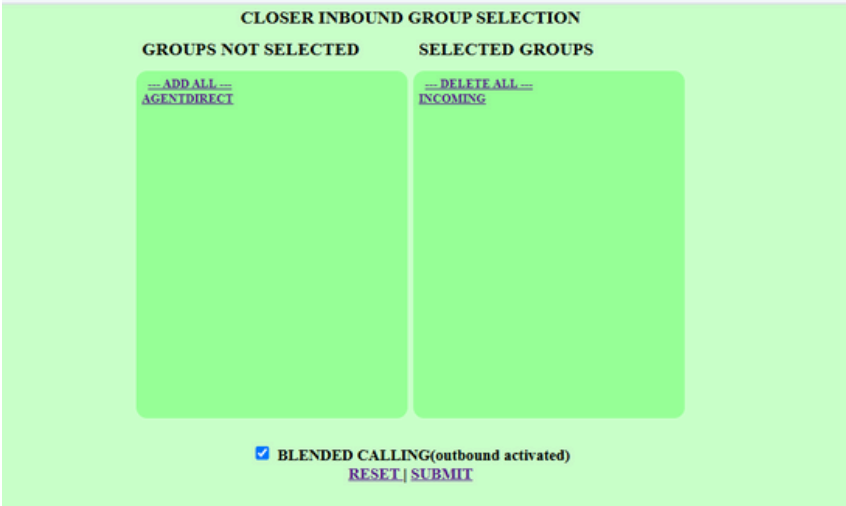 CLOSER INBOUND GROUP SELECTION
GROUPS NOT SELECTED
SELECTED GROUPS
--- ADD ALL ---
AGENTDIRECT
--- DELETE ALL ---
INCOMING
BLENDED CALLING(outbound activated)
RESET | SUBMIT